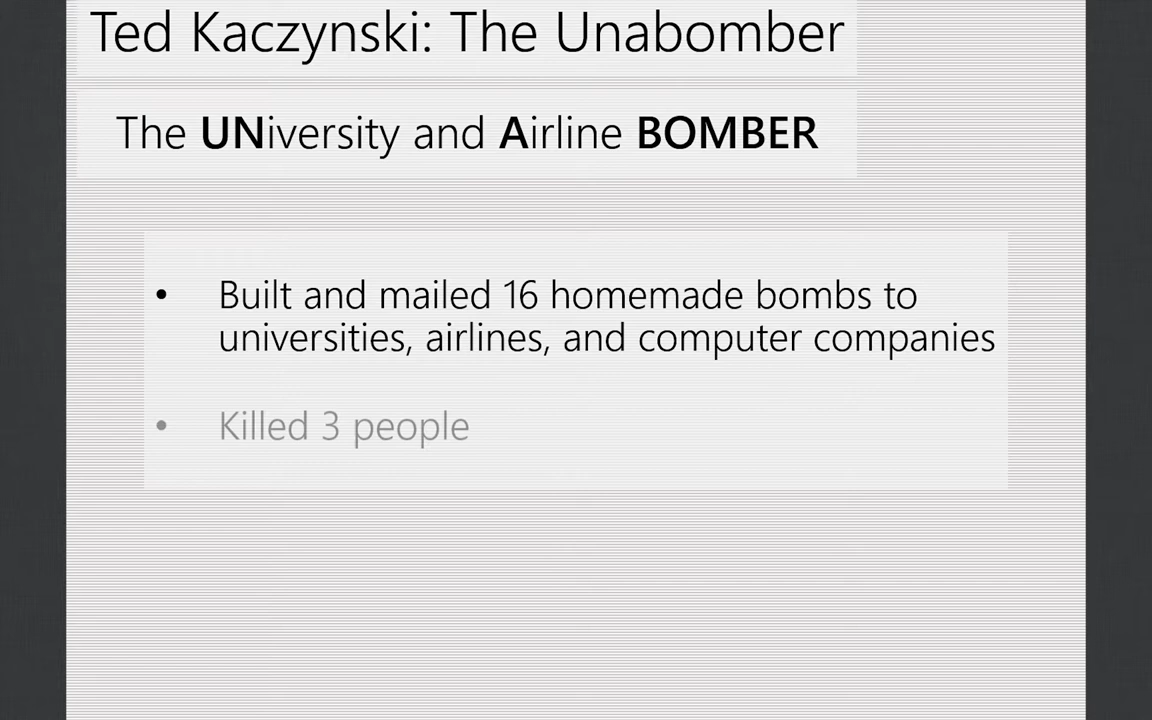 Ted Kaczynski: The Unabomber
The UNiversity and Airline BOMBER
• Built and mailed 16 homemade bombs to
universities, airlines, and computer companies
• Killed 3 people